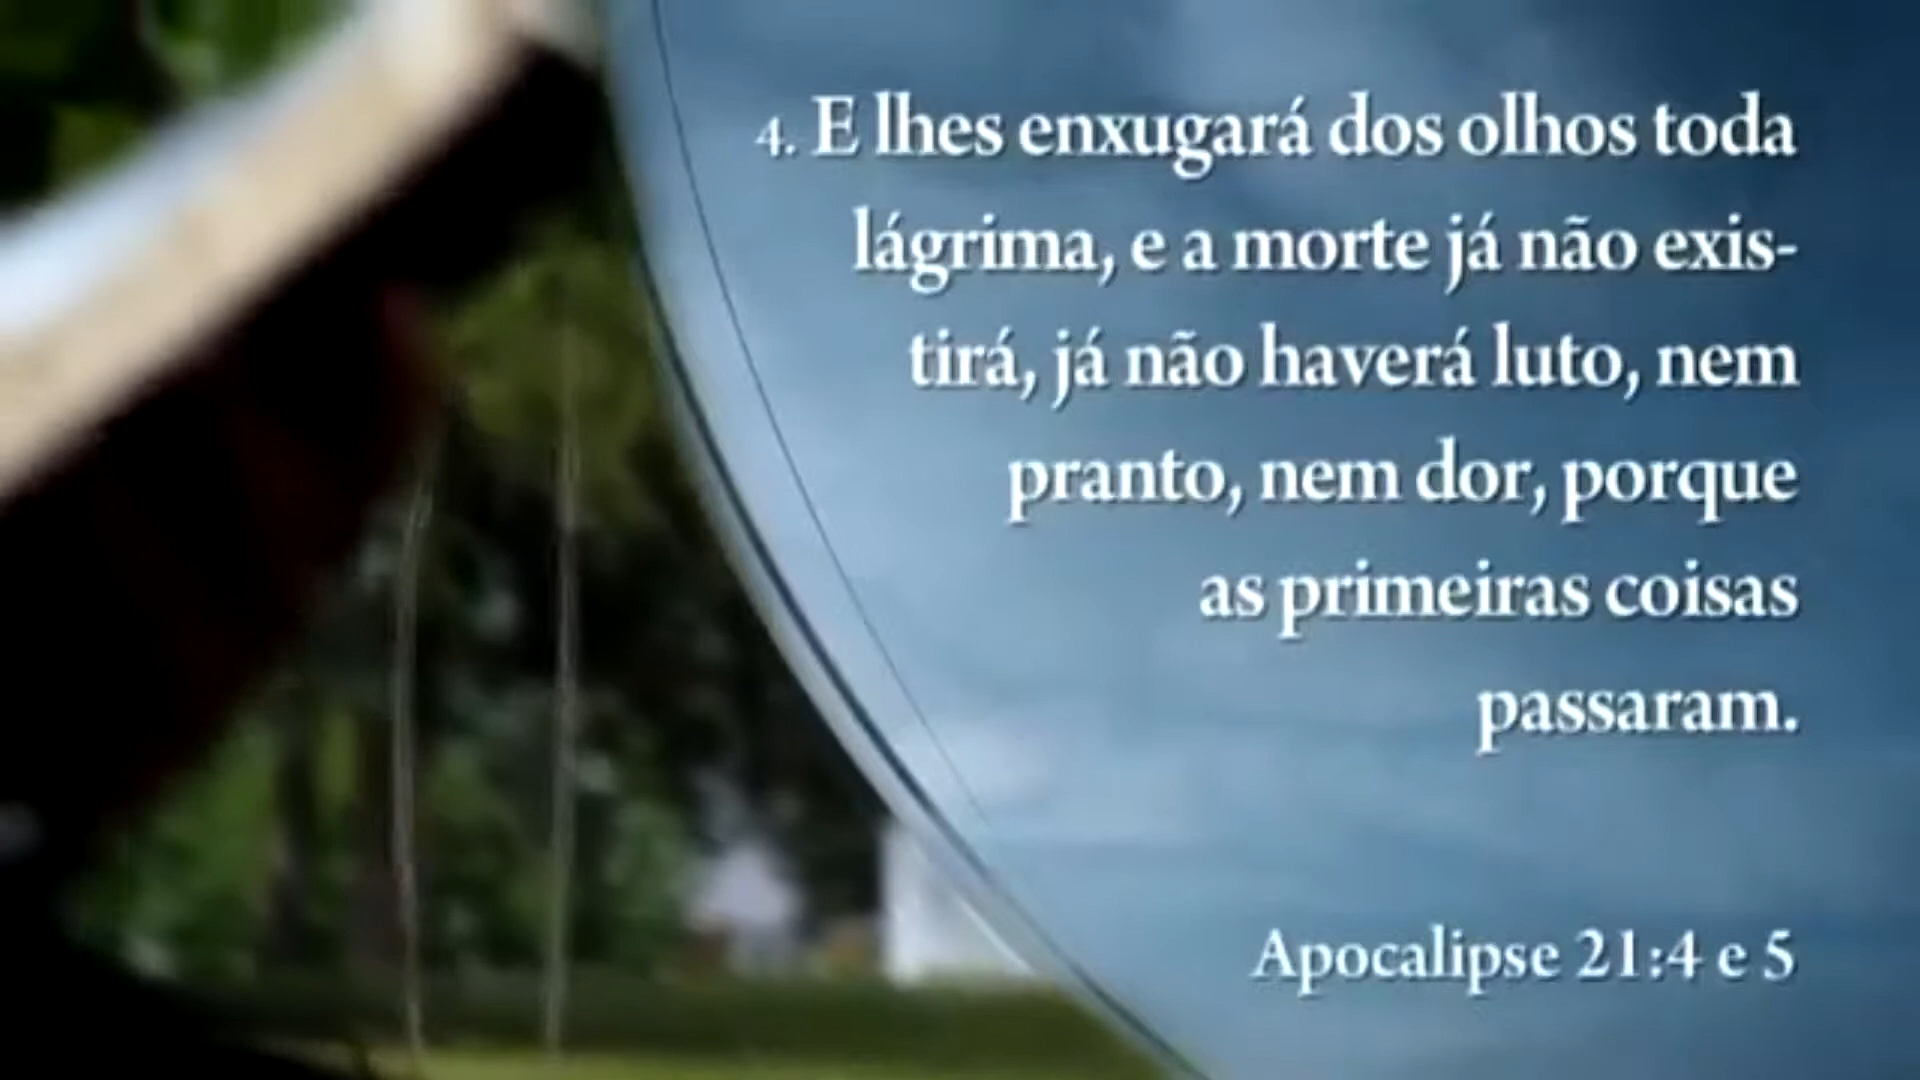 4. E lhes enxugará dos olhos toda
lágrima, e a morte já não exis-
tirá, já não haverá luto, nem
pranto, nem dor, porque
as primeiras coisas
passaram.
Apocalipse 21:4 e 5